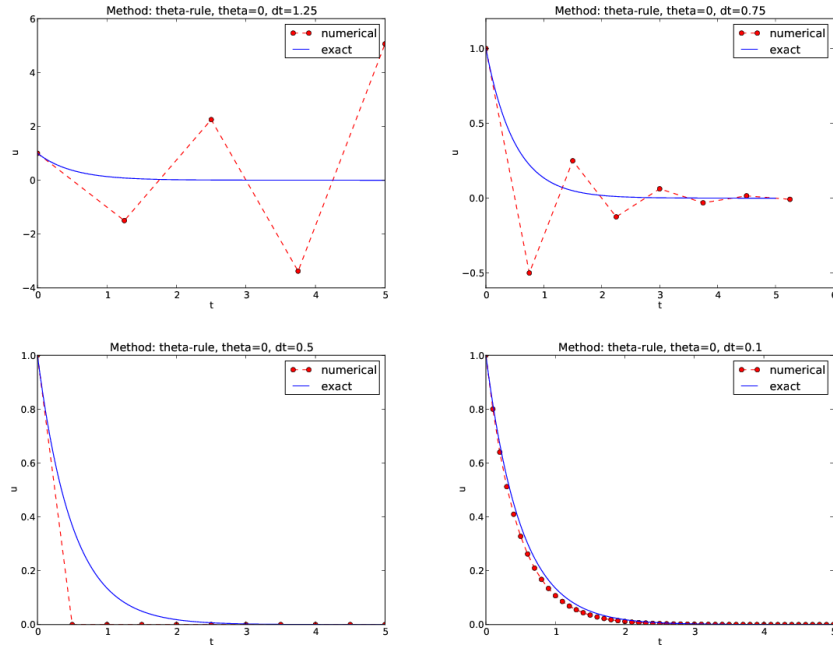 Method: theta-rule, theta=0, dt=1.25
6
4
2
0
−2
−4
u
0 1 2 3 4 5
t
numerical
exact
Method: theta-rule, theta=0, dt=0.75
1.0
0.5
0.0
−0.5
u
0 1 2 3 4 5 6
t
numerical
exact
Method: theta-rule, theta=0, dt=0.5
1.0
0.8
0.6
0.4
0.2
0.0
u
0 1 2 3 4 5
t
numerical
exact
Method: theta-rule, theta=0, dt=0.1
1.0
0.8
0.6
0.4
0.2
0.0
u
0 1 2 3 4 5
t
numerical
exact